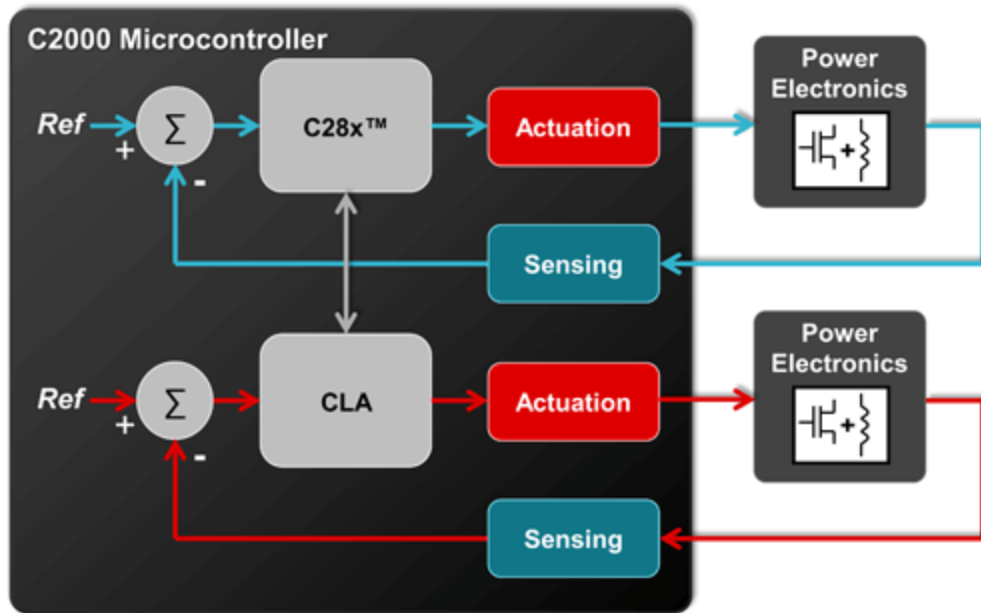 C2000 Microcontroller
Power
Electronics
Ref
+
Σ
-
C28x™
Actuation
+
Sensing
Power
Electronics
Ref
+
Σ
-
CLA
Actuation
+
Sensing